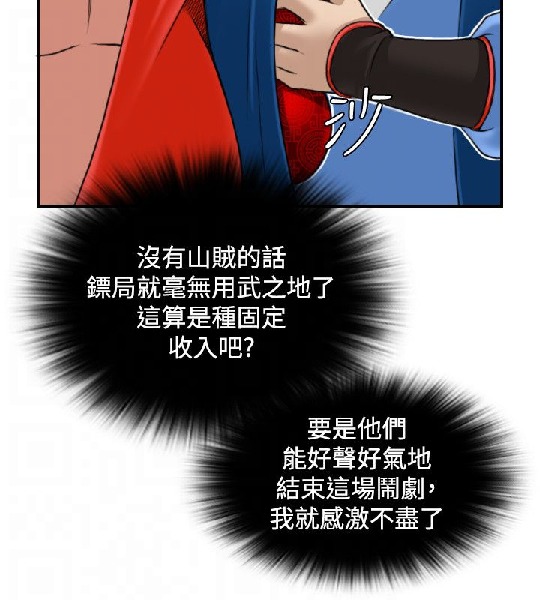 沙
沒有山賊的話
鏢局就毫無用武之地了
這算是種固定
收入吧?
要是他們
能好聲好氣地
結束這場鬧劇,
我就感激不盡了